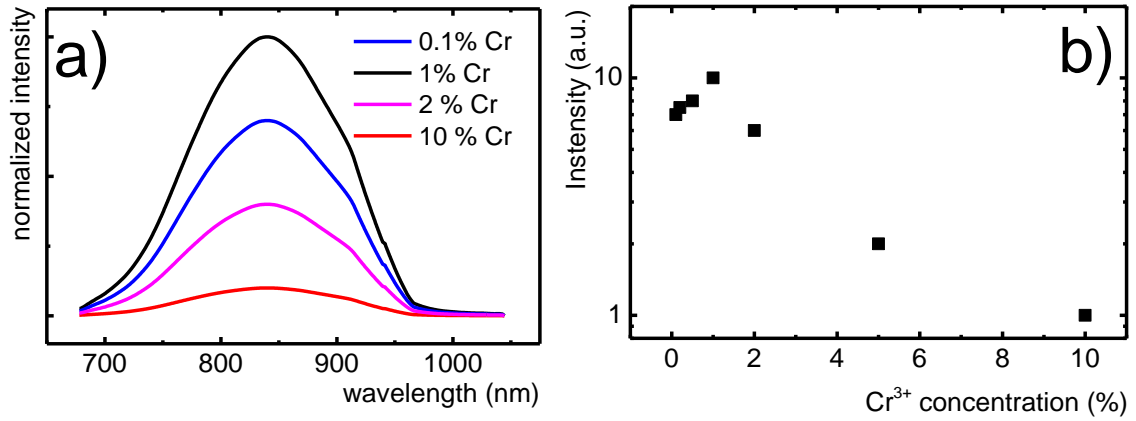 a)
0.1% Cr
1% Cr
2 % Cr
10 % Cr
normalized intensity
700
800
900
1000
wavelength (nm)
b)
Instensity (a.u.)
10
1
0
2
4
6
8
10
Cr³⁺ concentration (%)